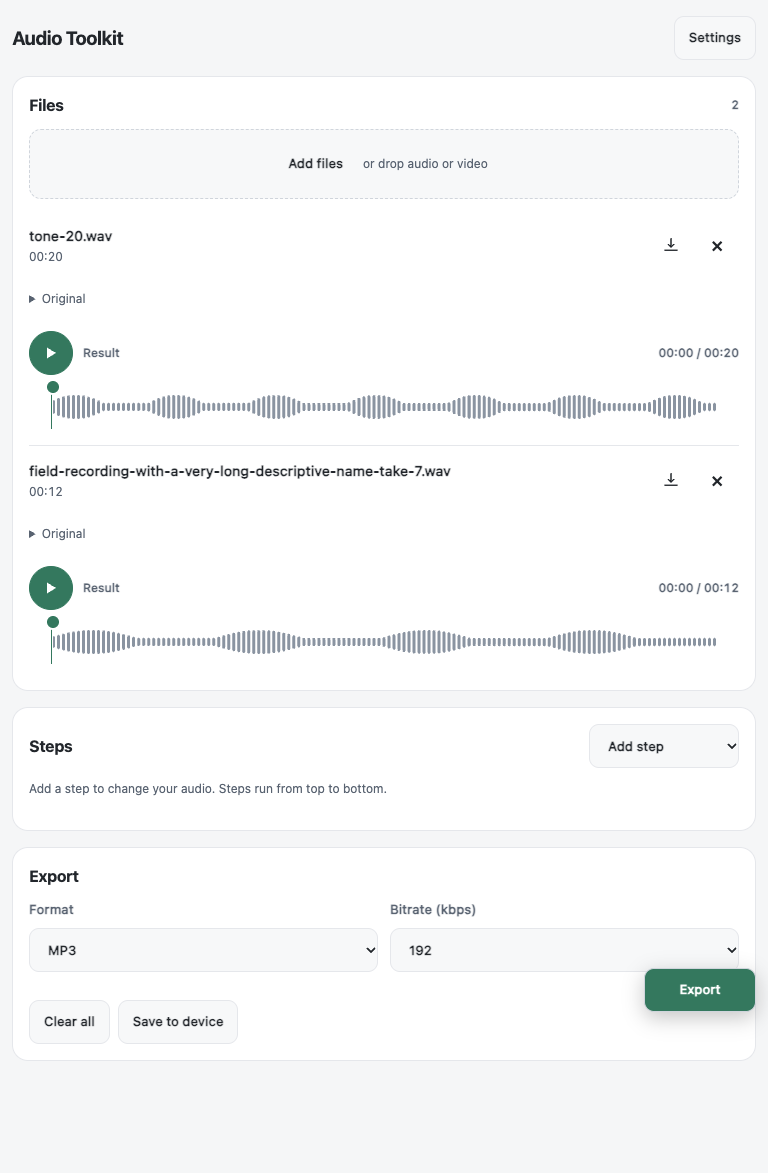 Audio Toolkit
Settings
Files
2
Add files or drop audio or video
tone-20.wav
00:20
Original
Result
00:00 / 00:20
field-recording-with-a-very-long-descriptive-name-take-7.wav
00:12
Original
Result
00:00 / 00:12
Steps
Add step
Add a step to change your audio. Steps run from top to bottom.
Export
Format
Bitrate (kbps)
MP3
192
Export
Clear all
Save to device